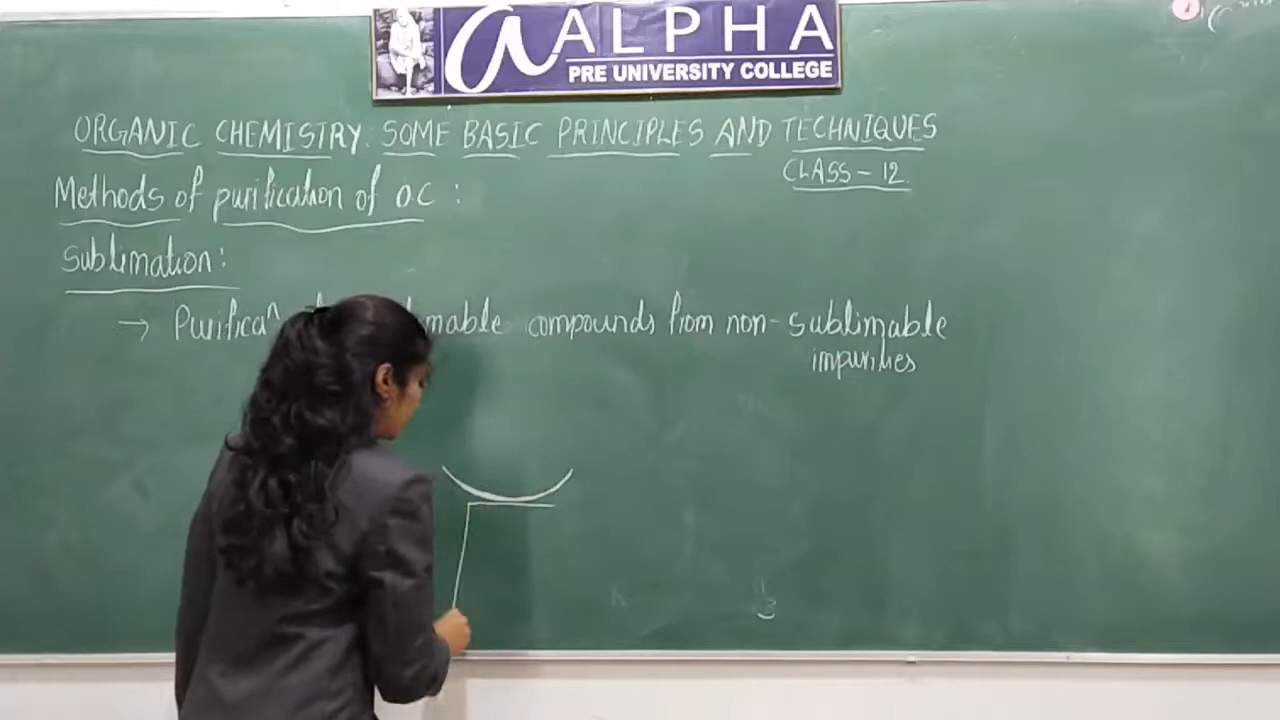 ALPHA
PRE UNIVERSITY COLLEGE
ORGANIC CHEMISTRY: SOME BASIC PRINCIPLES AND TECHNIQUES
CLASS - 12
Methods of purification of OC :
Sublimation:
→ Purificaⁿ mable compounds from non- sublimable
impurities